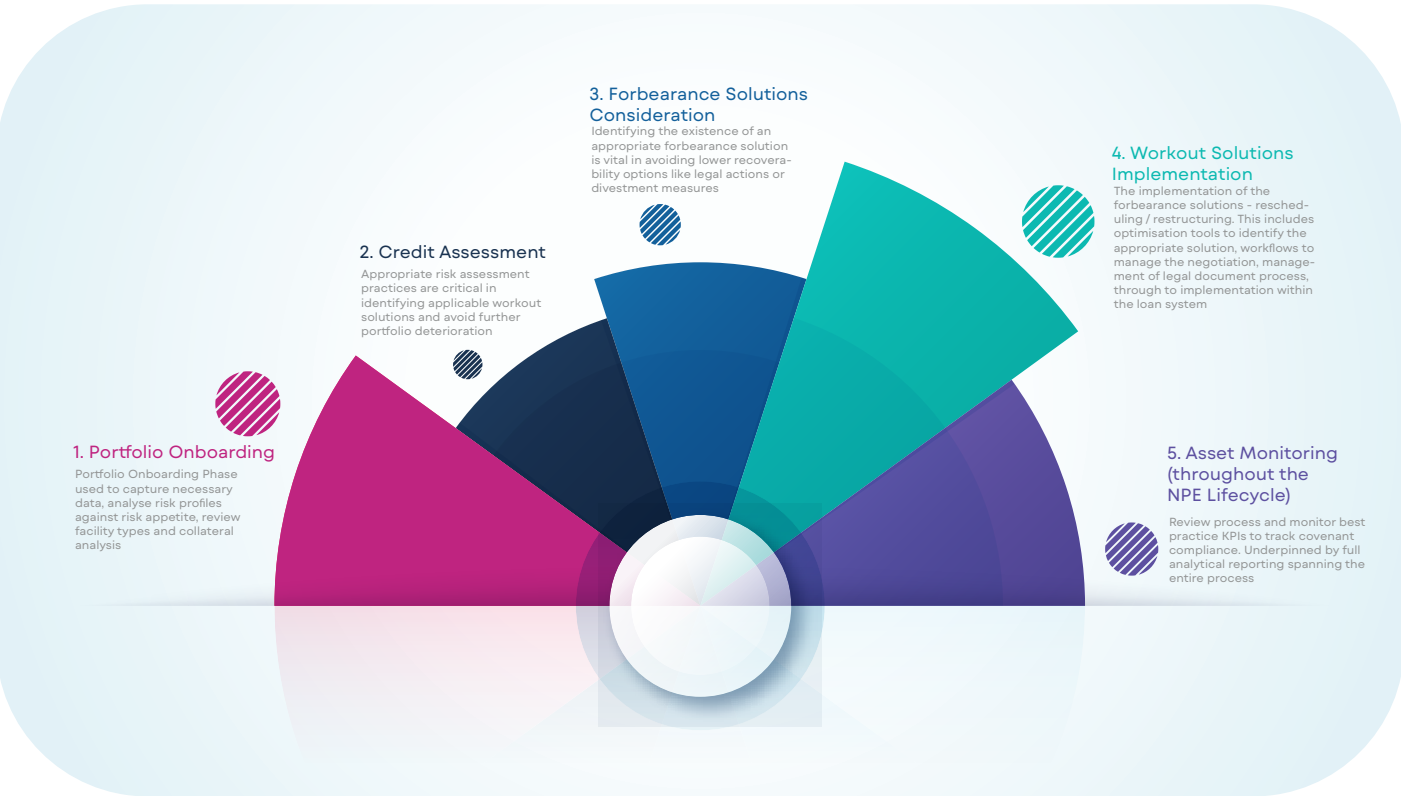 1. Portfolio Onboarding
Portfolio Onboarding Phase
used to capture necessary
data, analyse risk profiles
against risk appetite, review
facility types and collateral
analysis
2. Credit Assessment
Appropriate risk assessment
practices are critical in
identifying applicable workout
solutions and avoid further
portfolio deterioration
3. Forbearance Solutions
Consideration
Identifying the existence of an
appropriate forbearance solution
is vital in avoiding lower recovera-
bility options like legal actions or
divestment measures
4. Workout Solutions
Implementation
The implementation of the
forbearance solutions - resched-
uling / restructuring. This includes
optimisation tools to identify the
appropriate solution, workflows to
manage the negotiation, manage-
ment of legal document process,
through to implementation within
the loan system
5. Asset Monitoring
(throughout the
NPE Lifecycle)
Review process and monitor best
practice KPIs to track covenant
compliance. Underpinned by full
analytical reporting spanning the
entire process